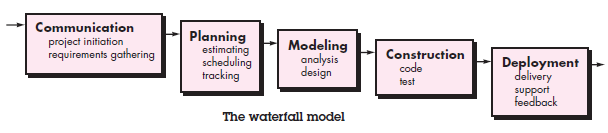 Communication
project initiation
requirements gathering
Planning
estimating
scheduling
tracking
Modeling
analysis
design
Construction
code
test
Deployment
delivery
support
feedback
The waterfall model